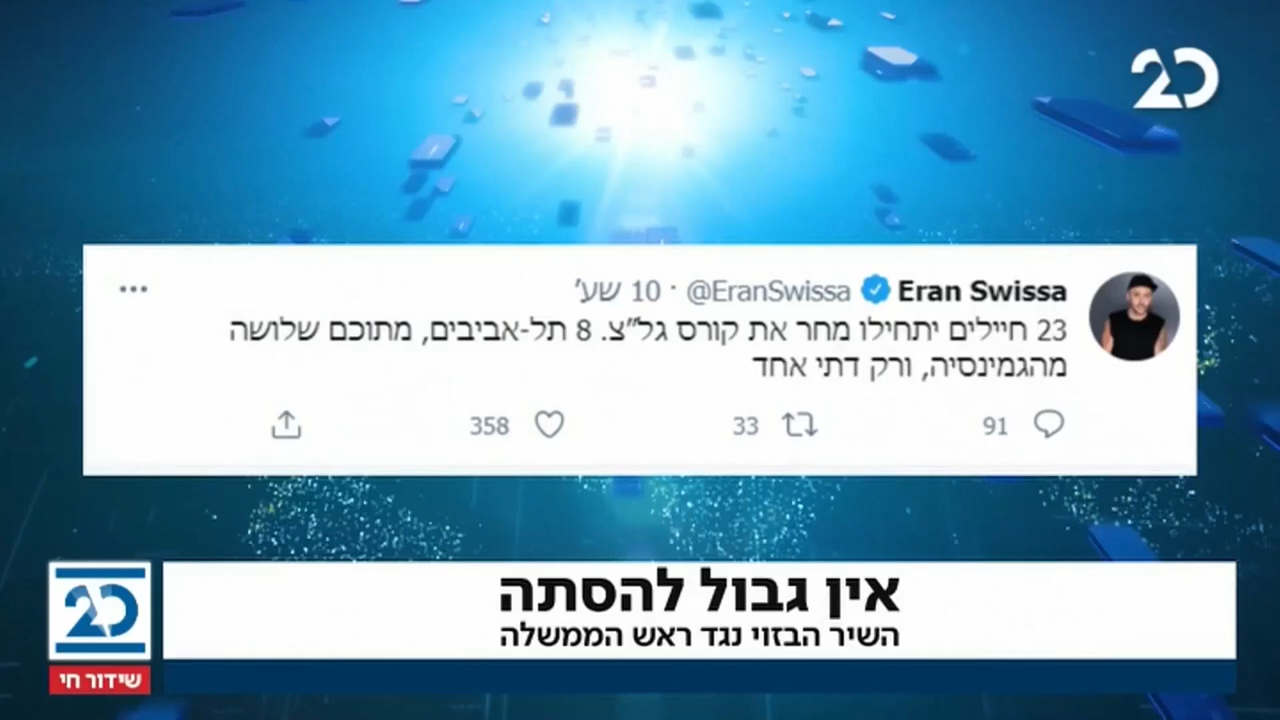 20
Eran Swissa @EranSwissa · 10 שע'
23 חיילים יתחילו מחר את קורס גל"צ. 8 תל-אביבים, מתוכם שלושה
מהגמינסיה, ורק דתי אחד
91 33 358
אין גבול להסתה
השיר הבזוי נגד ראש הממשלה
20
שידור חי